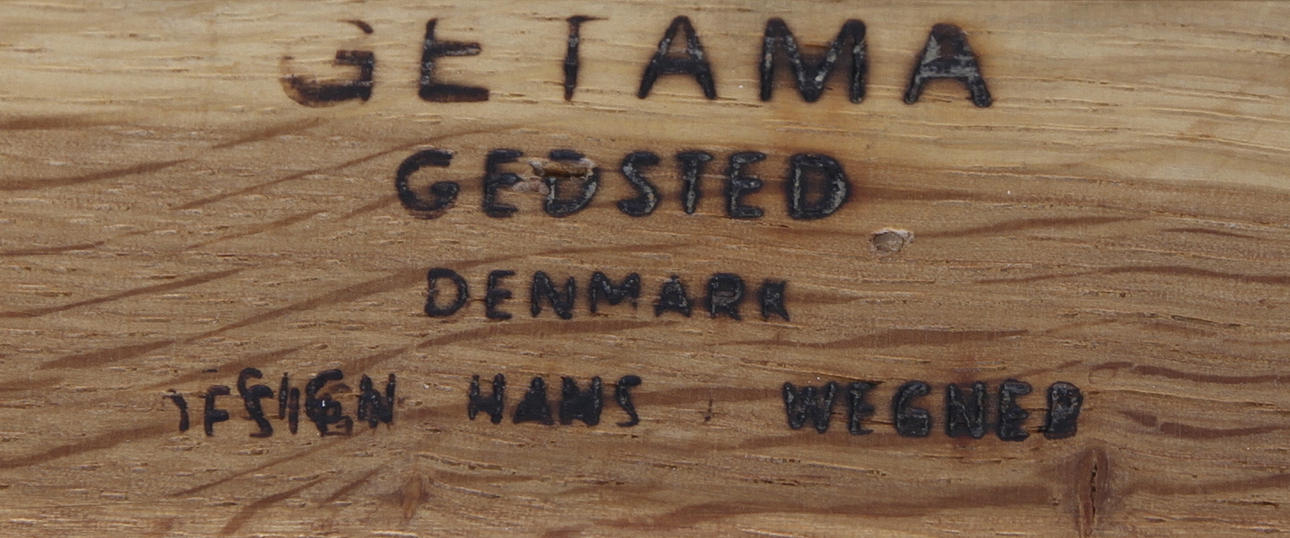 GETAMA
GEDSTED
DENMARK
DESIGN HANS J WEGNER